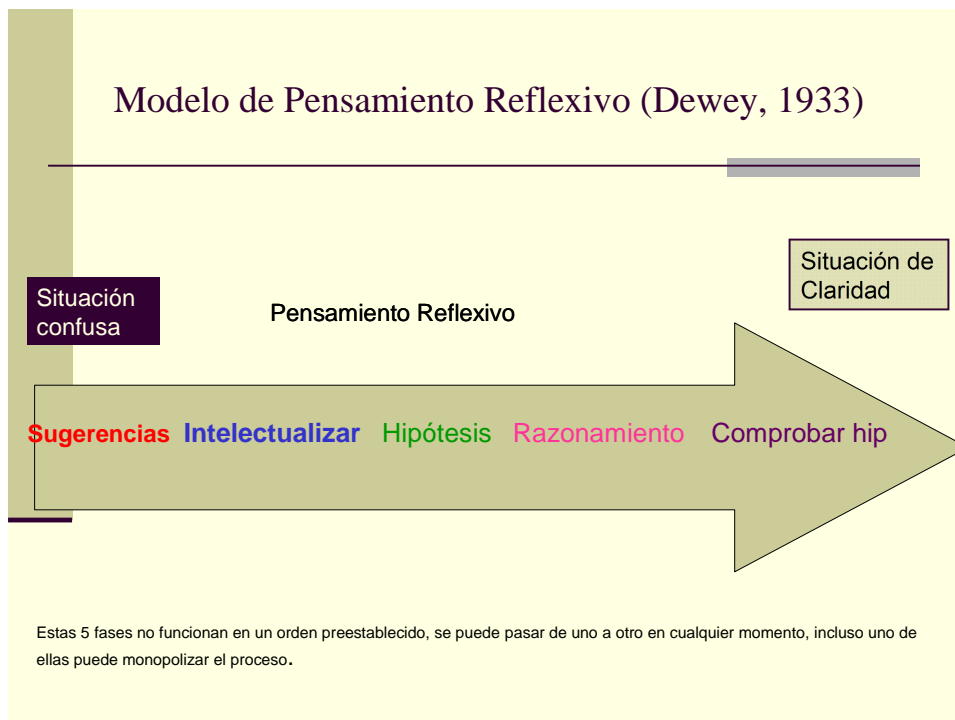 Modelo de Pensamiento Reflexivo (Dewey, 1933)
Situación de
Claridad
Situación
confusa
Pensamiento Reflexivo
Sugerencias Intelectualizar Hipótesis Razonamiento Comprobar hip
Estas 5 fases no funcionan en un orden preestablecido, se puede pasar de uno a otro en cualquier momento, incluso uno de
ellas puede monopolizar el proceso.